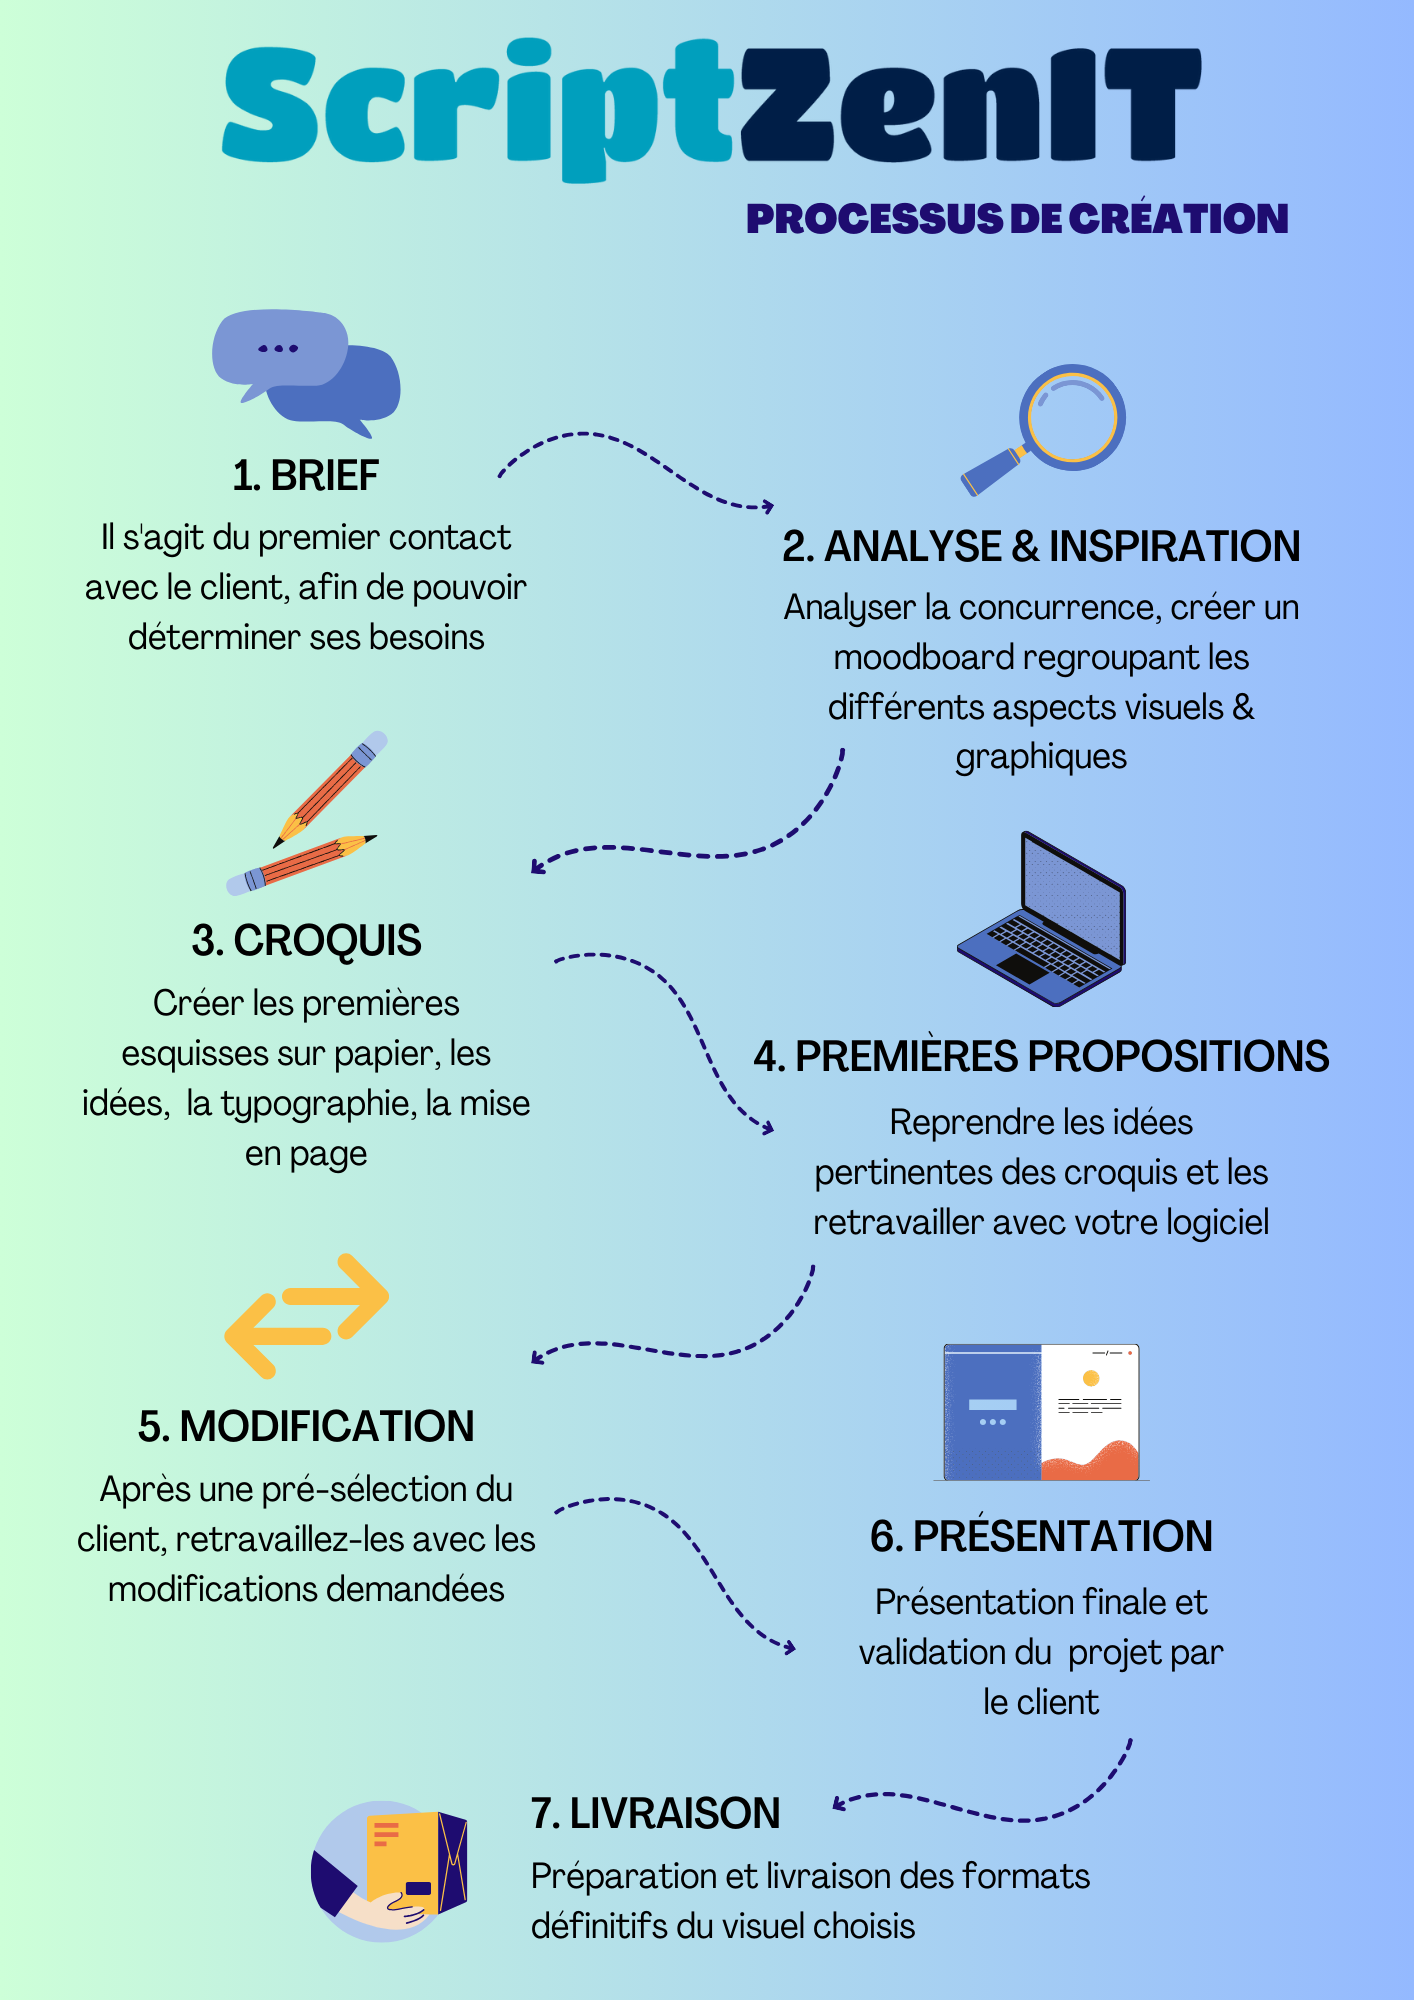 ScriptZenIT
PROCESSUS DE CRÉATION
1. BRIEF
Il s'agit du premier contact
avec le client, afin de pouvoir
déterminer ses besoins
2. ANALYSE & INSPIRATION
Analyser la concurrence, créer un
moodboard regroupant les
différents aspects visuels &
graphiques
3. CROQUIS
Créer les premières
esquisses sur papier, les
idées,  la typographie, la mise
en page
4. PREMIÈRES PROPOSITIONS
Reprendre les idées
pertinentes des croquis et les
retravailler avec votre logiciel
5. MODIFICATION
Après une pré-sélection du
client, retravaillez-les avec les
modifications demandées
6. PRÉSENTATION
Présentation finale et
validation du  projet par
le client
7. LIVRAISON
Préparation et livraison des formats
définitifs du visuel choisis